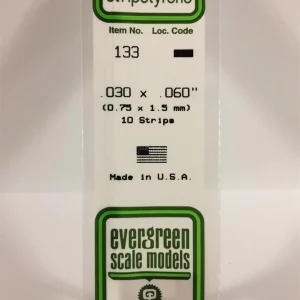 Item No. Loc. Code
133
.030 x .060"
(0.75 x 1.5 mm)
10 Strips
Made in U.S.A.
evergreen
scale models